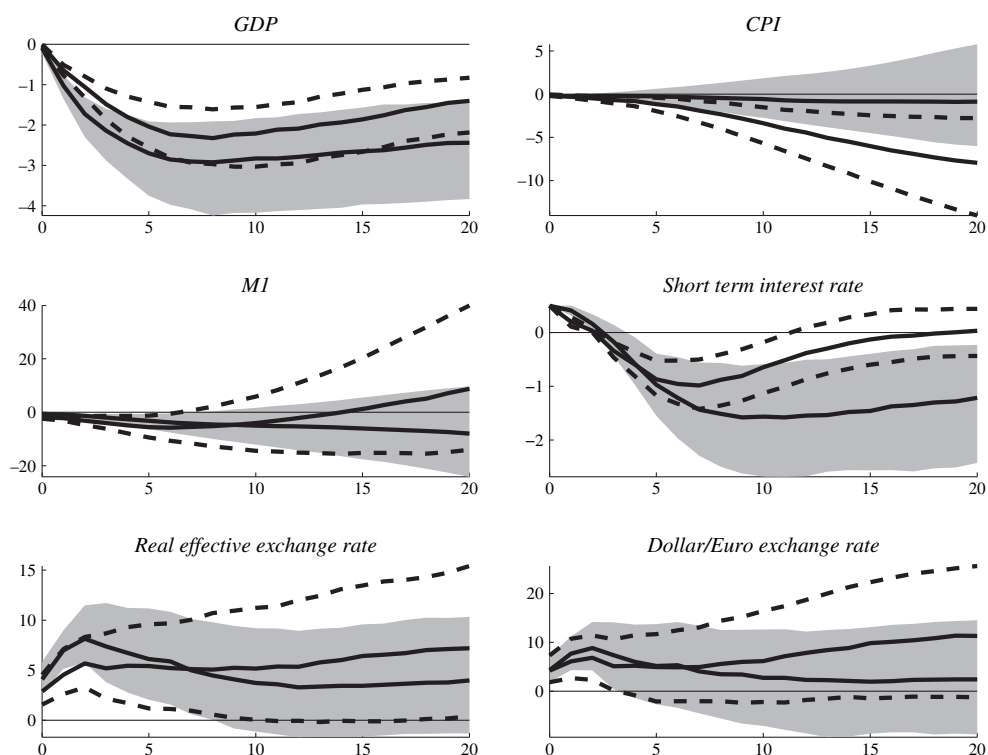 GDP
0
–1
–2
–3
–4
0 5 10 15 20
CPI
5
0
–5
–10
0 5 10 15 20
M1
40
20
0
–20
0 5 10 15 20
Short term interest rate
0
–1
–2
0 5 10 15 20
Real effective exchange rate
15
10
5
0
0 5 10 15 20
Dollar/Euro exchange rate
20
10
0
0 5 10 15 20